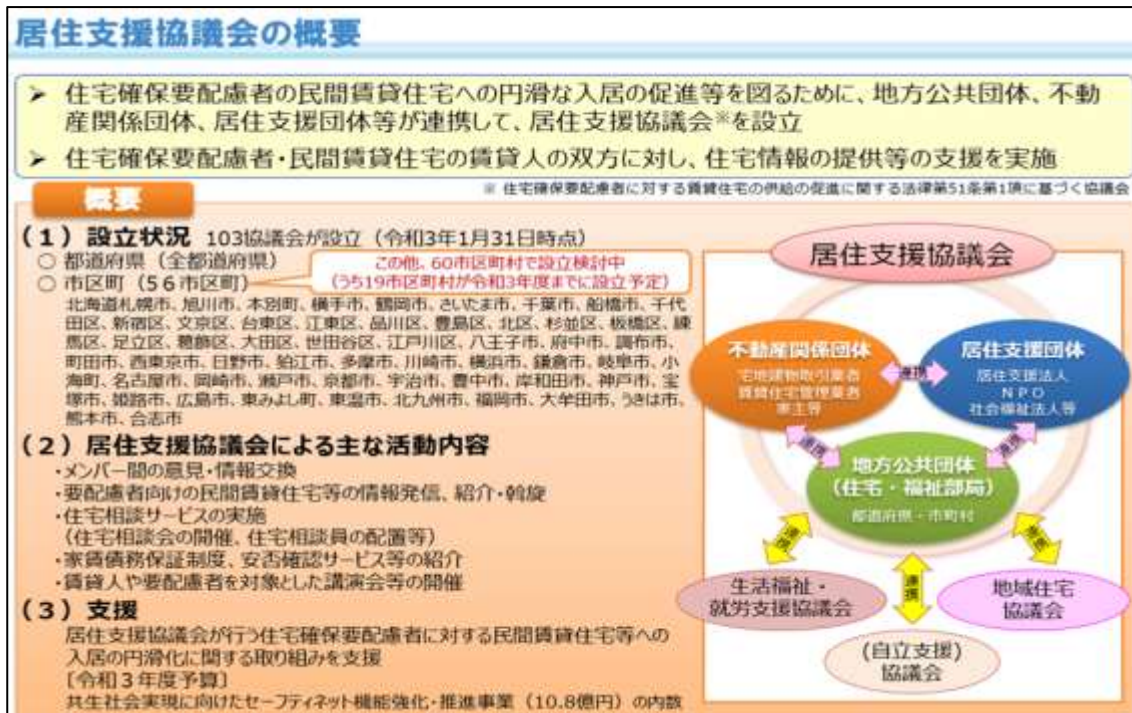 居住支援協議会の概要
➢ 住宅確保要配慮者の民間賃貸住宅への円滑な入居の促進等を図るために、地方公共団体、不動
産関係団体、居住支援団体等が連携して、居住支援協議会※を設立
➢ 住宅確保要配慮者・民間賃貸住宅の賃貸人の双方に対し、住宅情報の提供等の支援を実施
※ 住宅確保要配慮者に対する賃貸住宅の供給の促進に関する法律第51条第1項に基づく協議会
概要
(1) 設立状況 103協議会が設立 (令和3年1月31日時点)
○ 都道府県 (全都道府県)
○ 市区町 (56市区町)
この他、60市区町村で設立検討中
(うち19市区町村が令和3年度までに設立予定)
北海道札幌市、旭川市、本別町、横手市、鶴岡市、さいたま市、千葉市、船橋市、千代
田区、新宿区、文京区、台東区、江東区、品川区、豊島区、北区、杉並区、板橋区、練
馬区、足立区、葛飾区、大田区、世田谷区、江戸川区、八王子市、府中市、調布市、
町田市、西東京市、日野市、狛江市、多摩市、川崎市、横浜市、鎌倉市、岐阜市、小
海町、名古屋市、岡崎市、瀬戸市、京都市、宇治市、豊中市、岸和田市、神戸市、宝
塚市、姫路市、広島市、東みよし町、東温市、北九州市、福岡市、大牟田市、うきは市、
熊本市、合志市
(2) 居住支援協議会による主な活動内容
・メンバー間の意見・情報交換
・要配慮者向けの民間賃貸住宅等の情報発信、紹介・斡旋
・住宅相談サービスの実施
(住宅相談会の開催、住宅相談員の配置等)
・家賃債務保証制度、安否確認サービス等の紹介
・賃貸人や要配慮者を対象とした講演会等の開催
(3) 支援
居住支援協議会が行う住宅確保要配慮者に対する民間賃貸住宅等への
入居の円滑化に関する取り組みを支援
〔令和3年度予算〕
共生社会実現に向けたセーフティネット機能強化・推進事業 (10.8億円) の内数
居住支援協議会
不動産関係団体
宅地建物取引業者
賃貸住宅管理業者
家主等
連携
居住支援団体
居住支援法人
NPO
社会福祉法人等
連携
連携
地方公共団体
(住宅・福祉部局)
都道府県・市町村
連携
連携
連携
生活福祉・
就労支援協議会
(自立支援)
協議会
地域住宅
協議会